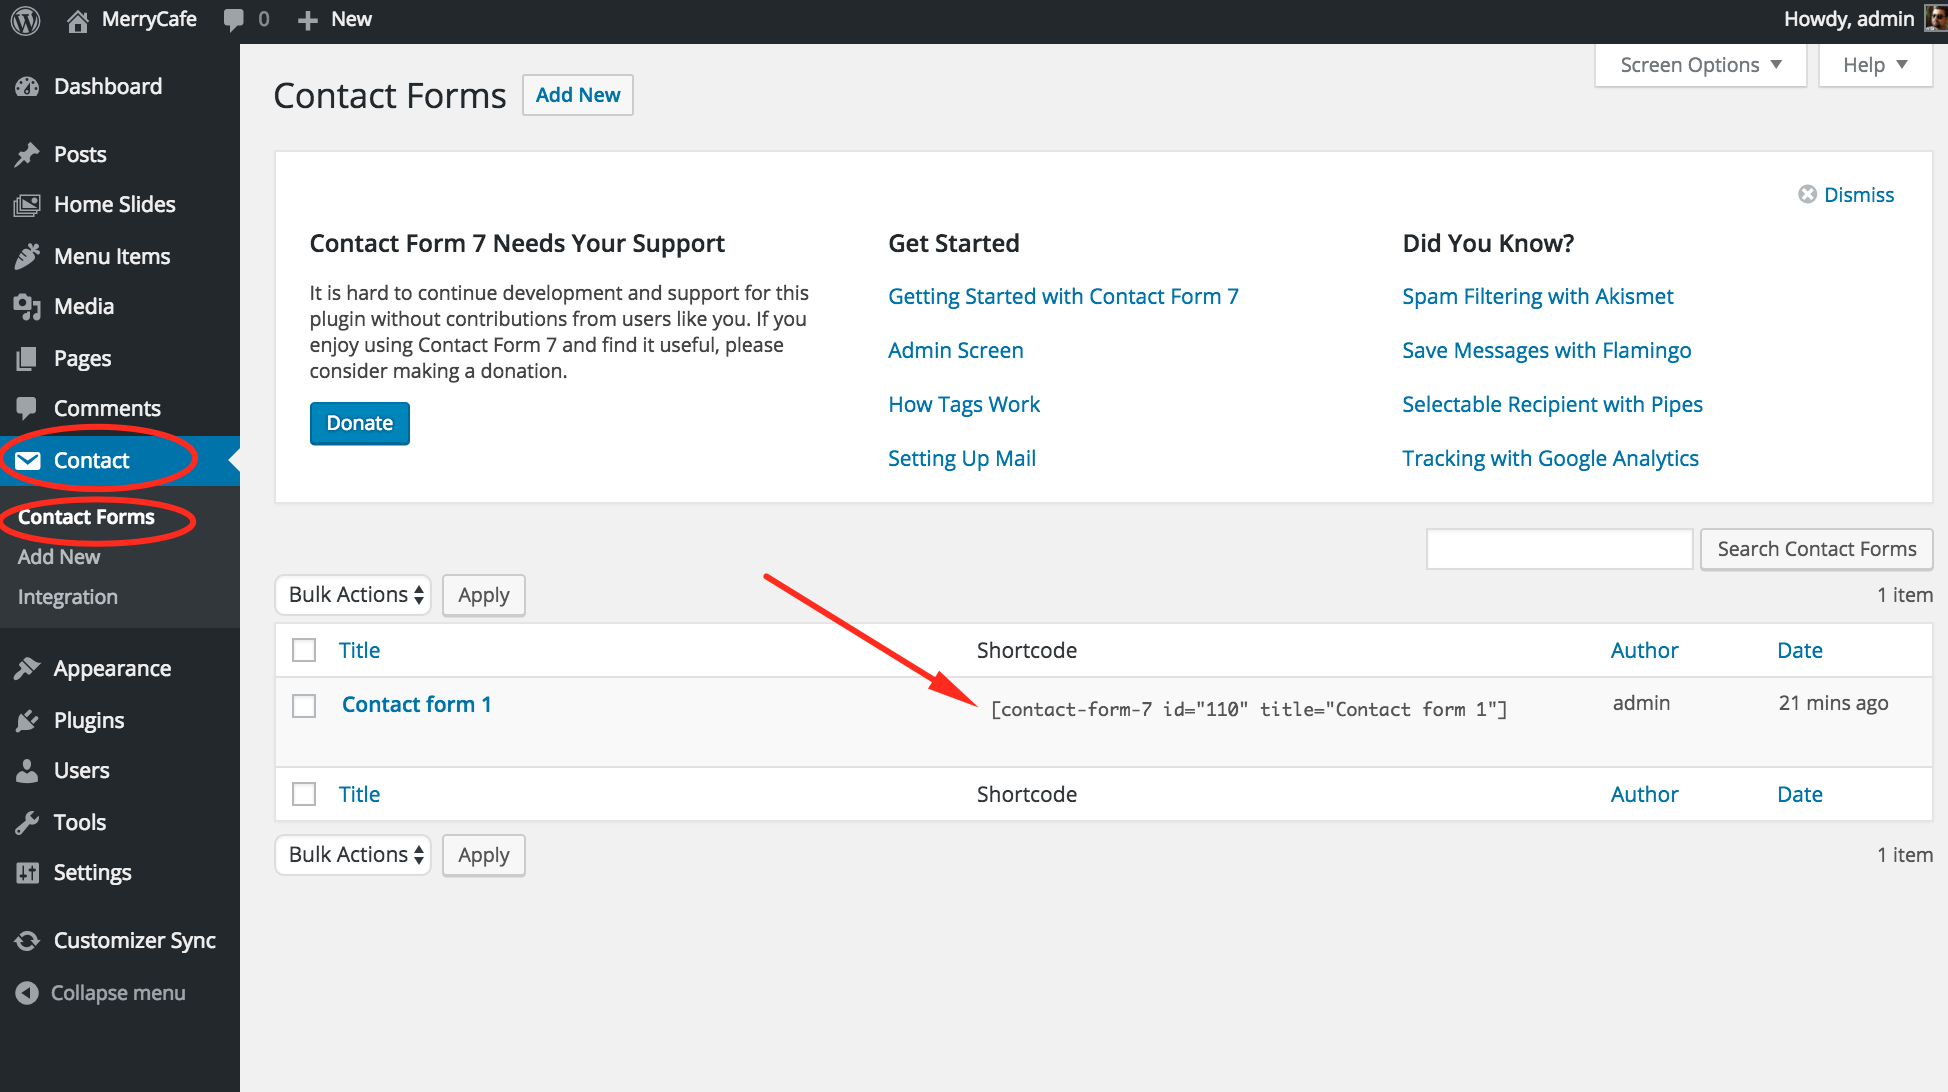 MerryCafe 0 New Howdy, admin
Screen Options Help
Dashboard
Posts
Home Slides
Menu Items
Media
Pages
Comments
Contact
Contact Forms
Add New
Integration
Appearance
Plugins
Users
Tools
Settings
Customizer Sync
Collapse menu
Contact Forms Add New
Dismiss
Contact Form 7 Needs Your Support
It is hard to continue development and support for this
plugin without contributions from users like you. If you
enjoy using Contact Form 7 and find it useful, please
consider making a donation.
Donate
Get Started
Getting Started with Contact Form 7
Admin Screen
How Tags Work
Setting Up Mail
Did You Know?
Spam Filtering with Akismet
Save Messages with Flamingo
Selectable Recipient with Pipes
Tracking with Google Analytics
Search Contact Forms
Bulk Actions Apply 1 item
Title Shortcode Author Date
Contact form 1 [contact-form-7 id="110" title="Contact form 1"] admin 21 mins ago
Title Shortcode Author Date
Bulk Actions Apply 1 item